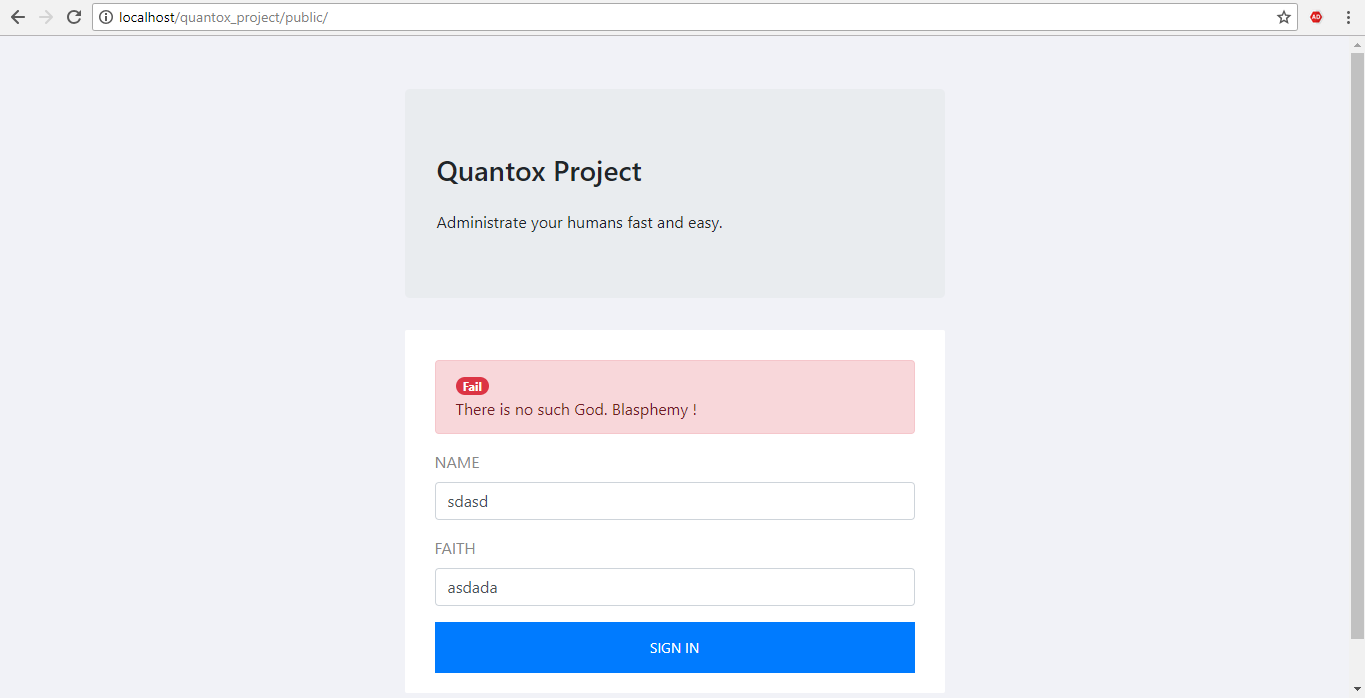 localhost/quantox_project/public/
Quantox Project
Administrate your humans fast and easy.
Fail
There is no such God. Blasphemy !
NAME
sdasd
FAITH
asdada
SIGN IN